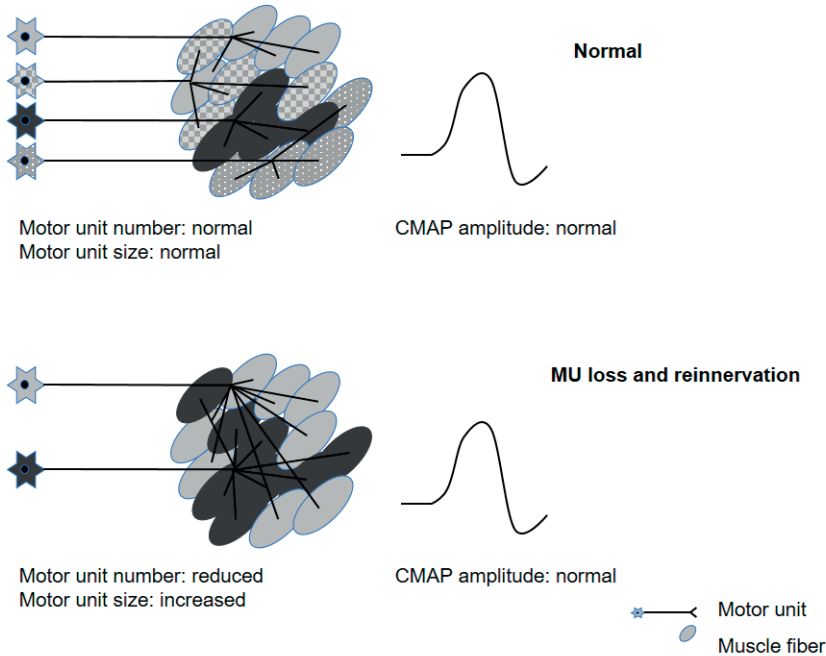 Normal
Motor unit number: normal
Motor unit size: normal
CMAP amplitude: normal
MU loss and reinnervation
Motor unit number: reduced
Motor unit size: increased
CMAP amplitude: normal
Motor unit
Muscle fiber